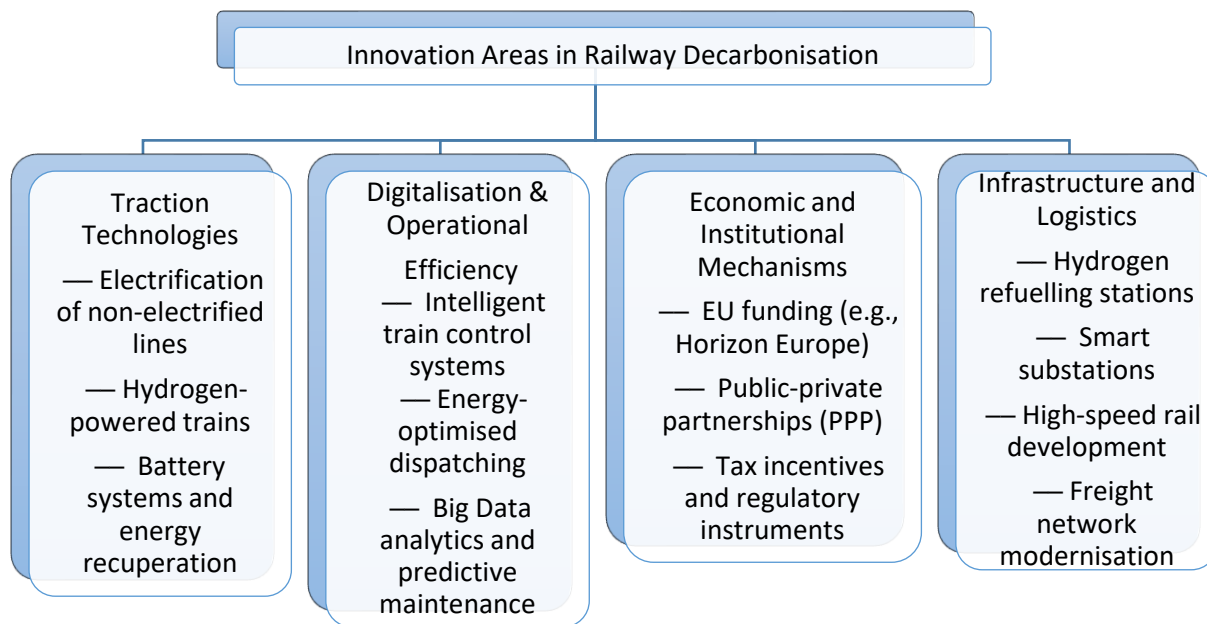 Innovation Areas in Railway Decarbonisation
Traction
Technologies
— Electrification
of non-electrified
lines
— Hydrogen-
powered trains
— Battery
systems and
energy
recuperation
Digitalisation &
Operational
Efficiency
— Intelligent
train control
systems
— Energy-
optimised
dispatching
— Big Data
analytics and
predictive
maintenance
Economic and
Institutional
Mechanisms
— EU funding (e.g.,
Horizon Europe)
— Public-private
partnerships (PPP)
— Tax incentives
and regulatory
instruments
Infrastructure and
Logistics
— Hydrogen
refuelling stations
— Smart
substations
— High-speed rail
development
— Freight
network
modernisation